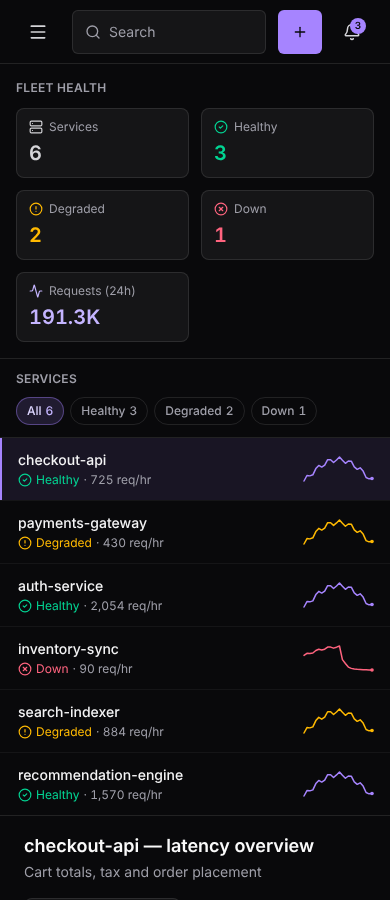 Search
3
FLEET HEALTH
Services
6
Healthy
3
Degraded
2
Down
1
Requests (24h)
191.3K
SERVICES
All 6
Healthy 3
Degraded 2
Down 1
checkout-api
Healthy · 725 req/hr
payments-gateway
Degraded · 430 req/hr
auth-service
Healthy · 2,054 req/hr
inventory-sync
Down · 90 req/hr
search-indexer
Degraded · 884 req/hr
recommendation-engine
Healthy · 1,570 req/hr
checkout-api — latency overview
Cart totals, tax and order placement